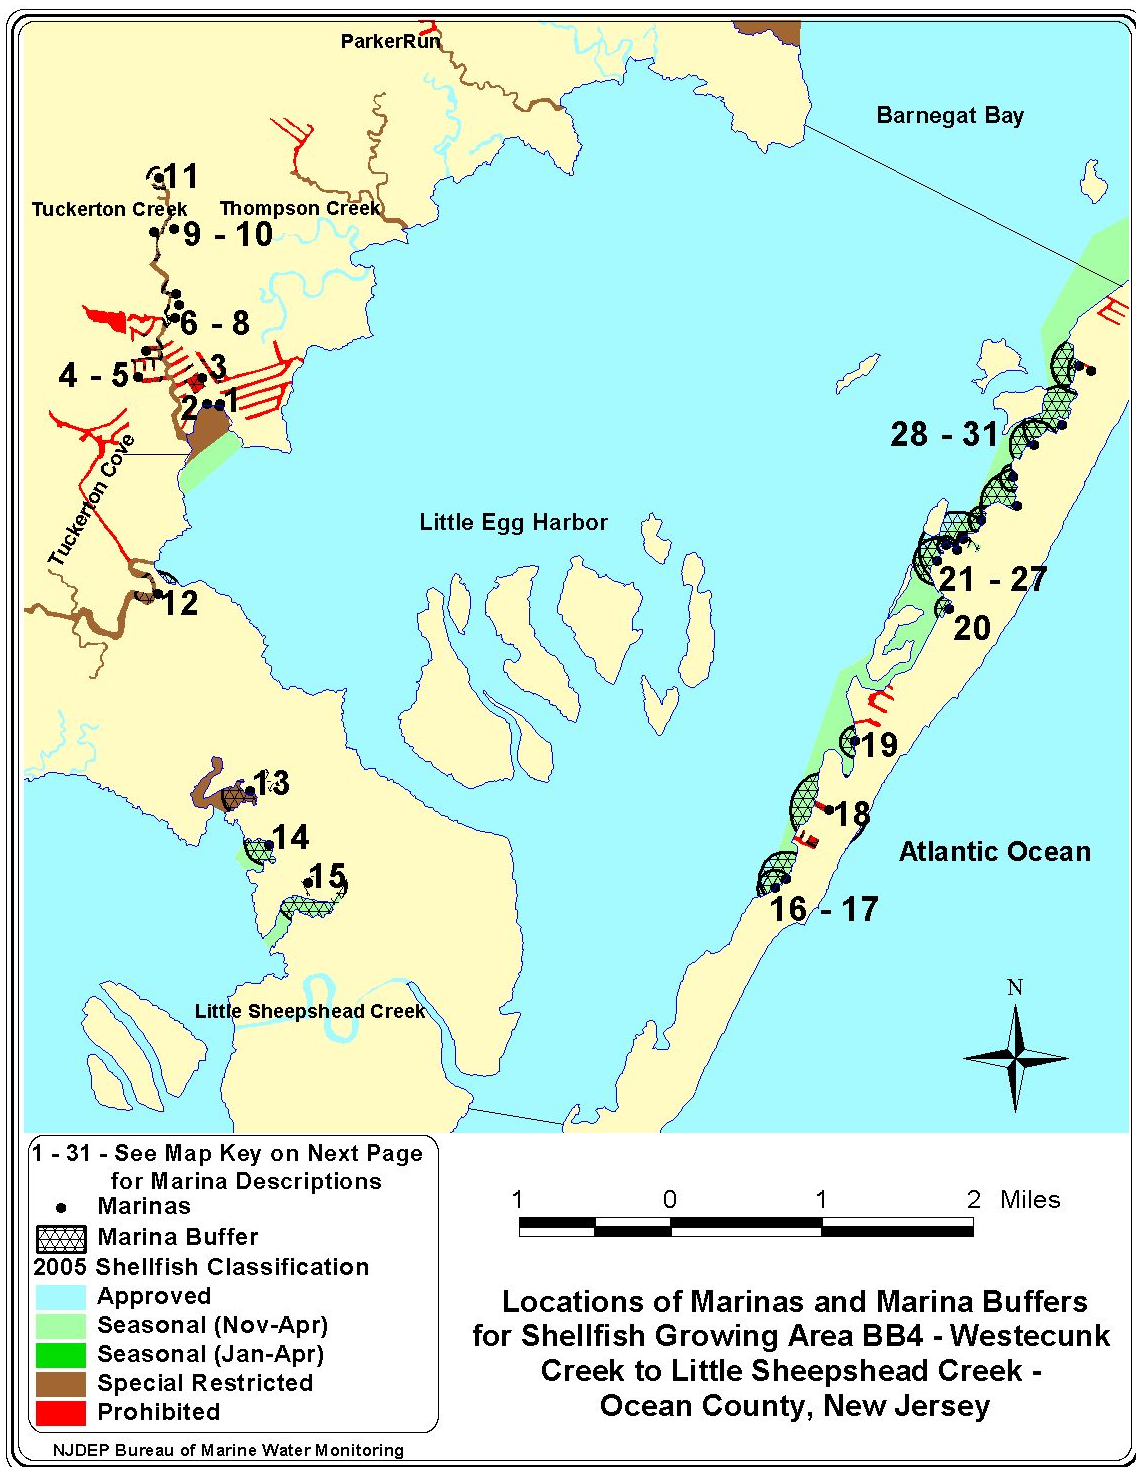 ParkerRun
Barnegat Bay
11
Tuckerton Creek
Thompson Creek
9 - 10
6 - 8
4 - 5
3
2
1
28 - 31
Tuckerton Cove
Little Egg Harbor
21 - 27
12
20
19
13
18
14
Atlantic Ocean
15
16 - 17
N
Little Sheepshead Creek
1 - 31 - See Map Key on Next Page
for Marina Descriptions
Marinas
Marina Buffer
2005 Shellfish Classification
Approved
Seasonal (Nov-Apr)
Seasonal (Jan-Apr)
Special Restricted
Prohibited
NJDEP Bureau of Marine Water Monitoring
1 0 1 2 Miles
Locations of Marinas and Marina Buffers
for Shellfish Growing Area BB4 - Westecunk
Creek to Little Sheepshead Creek -
Ocean County, New Jersey